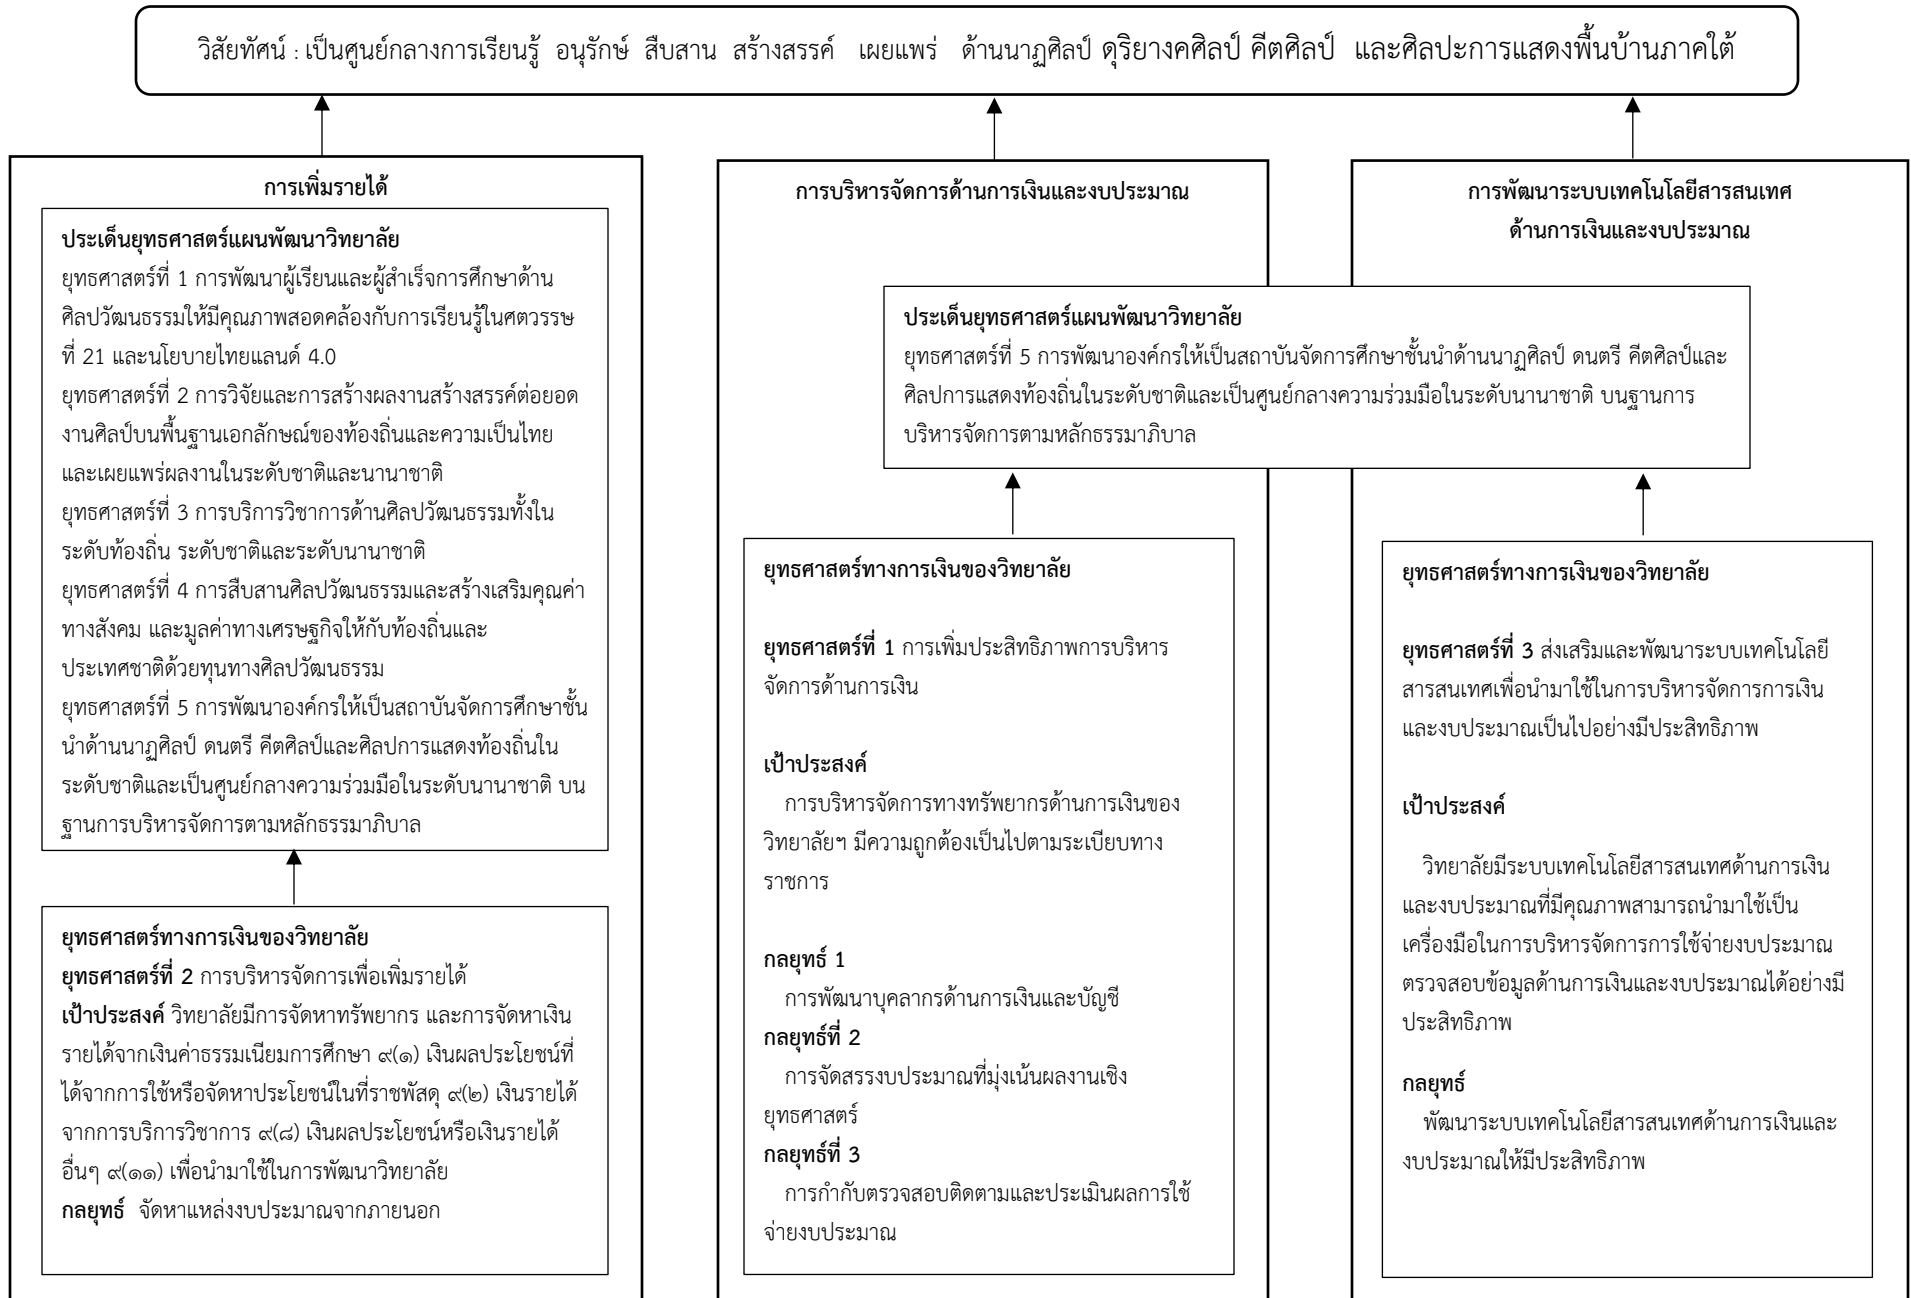 วิสัยทัศน์ : เป็นศูนย์กลางการเรียนรู้ อนุรักษ์ สืบสาน สร้างสรรค์ เผยแพร่ ด้านนาฏศิลป์ ดุริยางคศิลป์ คีตศิลป์ และศิลปะการแสดงพื้นบ้านภาคใต้
การเพิ่มรายได้
ประเด็นยุทธศาสตร์แผนพัฒนาวิทยาลัย
ยุทธศาสตร์ที่ 1 การพัฒนาผู้เรียนและผู้สำเร็จการศึกษาด้าน
ศิลปวัฒนธรรมให้มีคุณภาพสอดคล้องกับการเรียนรู้ในศตวรรษ
ที่ 21 และนโยบายไทยแลนด์ 4.0
ยุทธศาสตร์ที่ 2 การวิจัยและการสร้างผลงานสร้างสรรค์ต่อยอด
งานศิลป์บนพื้นฐานเอกลักษณ์ของท้องถิ่นและความเป็นไทย
และเผยแพร่ผลงานในระดับชาติและนานาชาติ
ยุทธศาสตร์ที่ 3 การบริการวิชาการด้านศิลปวัฒนธรรมทั้งใน
ระดับท้องถิ่น ระดับชาติและระดับนานาชาติ
ยุทธศาสตร์ที่ 4 การสืบสานศิลปวัฒนธรรมและสร้างเสริมคุณค่า
ทางสังคม และมูลค่าทางเศรษฐกิจให้กับท้องถิ่นและ
ประเทศชาติด้วยทุนทางศิลปวัฒนธรรม
ยุทธศาสตร์ที่ 5 การพัฒนาองค์กรให้เป็นสถาบันจัดการศึกษาชั้น
นำด้านนาฏศิลป์ ดนตรี คีตศิลป์และศิลปการแสดงท้องถิ่นใน
ระดับชาติและเป็นศูนย์กลางความร่วมมือในระดับนานาชาติ บน
ฐานการบริหารจัดการตามหลักธรรมาภิบาล
ยุทธศาสตร์ทางการเงินของวิทยาลัย
ยุทธศาสตร์ที่ 2 การบริหารจัดการเพื่อเพิ่มรายได้
เป้าประสงค์ วิทยาลัยมีการจัดหาทรัพยากร และการจัดหาเงิน
รายได้จากเงินค่าธรรมเนียมการศึกษา ๙(๑) เงินผลประโยชน์ที่
ได้จากการใช้หรือจัดหาประโยชน์ในที่ราชพัสดุ ๙(๒) เงินรายได้
จากการบริการวิชาการ ๙(๘) เงินผลประโยชน์หรือเงินรายได้
อื่นๆ ๙(๑๑) เพื่อนำมาใช้ในการพัฒนาวิทยาลัย
กลยุทธ์ จัดหาแหล่งงบประมาณจากภายนอก
การบริหารจัดการด้านการเงินและงบประมาณ
การพัฒนาระบบเทคโนโลยีสารสนเทศ
ด้านการเงินและงบประมาณ
ประเด็นยุทธศาสตร์แผนพัฒนาวิทยาลัย
ยุทธศาสตร์ที่ 5 การพัฒนาองค์กรให้เป็นสถาบันจัดการศึกษาชั้นนำด้านนาฏศิลป์ ดนตรี คีตศิลป์และ
ศิลปการแสดงท้องถิ่นในระดับชาติและเป็นศูนย์กลางความร่วมมือในระดับนานาชาติ บนฐานการ
บริหารจัดการตามหลักธรรมาภิบาล
ยุทธศาสตร์ทางการเงินของวิทยาลัย
ยุทธศาสตร์ที่ 1 การเพิ่มประสิทธิภาพการบริหาร
จัดการด้านการเงิน
เป้าประสงค์
การบริหารจัดการทางทรัพยากรด้านการเงินของ
วิทยาลัยฯ มีความถูกต้องเป็นไปตามระเบียบทาง
ราชการ
กลยุทธ์ 1
การพัฒนาบุคลากรด้านการเงินและบัญชี
กลยุทธ์ที่ 2
การจัดสรรงบประมาณที่มุ่งเน้นผลงานเชิง
ยุทธศาสตร์
กลยุทธ์ที่ 3
การกำกับตรวจสอบติดตามและประเมินผลการใช้
จ่ายงบประมาณ
ยุทธศาสตร์ทางการเงินของวิทยาลัย
ยุทธศาสตร์ที่ 3 ส่งเสริมและพัฒนาระบบเทคโนโลยี
สารสนเทศเพื่อนำมาใช้ในการบริหารจัดการการเงิน
และงบประมาณเป็นไปอย่างมีประสิทธิภาพ
เป้าประสงค์
วิทยาลัยมีระบบเทคโนโลยีสารสนเทศด้านการเงิน
และงบประมาณที่มีคุณภาพสามารถนำมาใช้เป็น
เครื่องมือในการบริหารจัดการการใช้จ่ายงบประมาณ
ตรวจสอบข้อมูลด้านการเงินและงบประมาณได้อย่างมี
ประสิทธิภาพ
กลยุทธ์
พัฒนาระบบเทคโนโลยีสารสนเทศด้านการเงินและ
งบประมาณให้มีประสิทธิภาพ